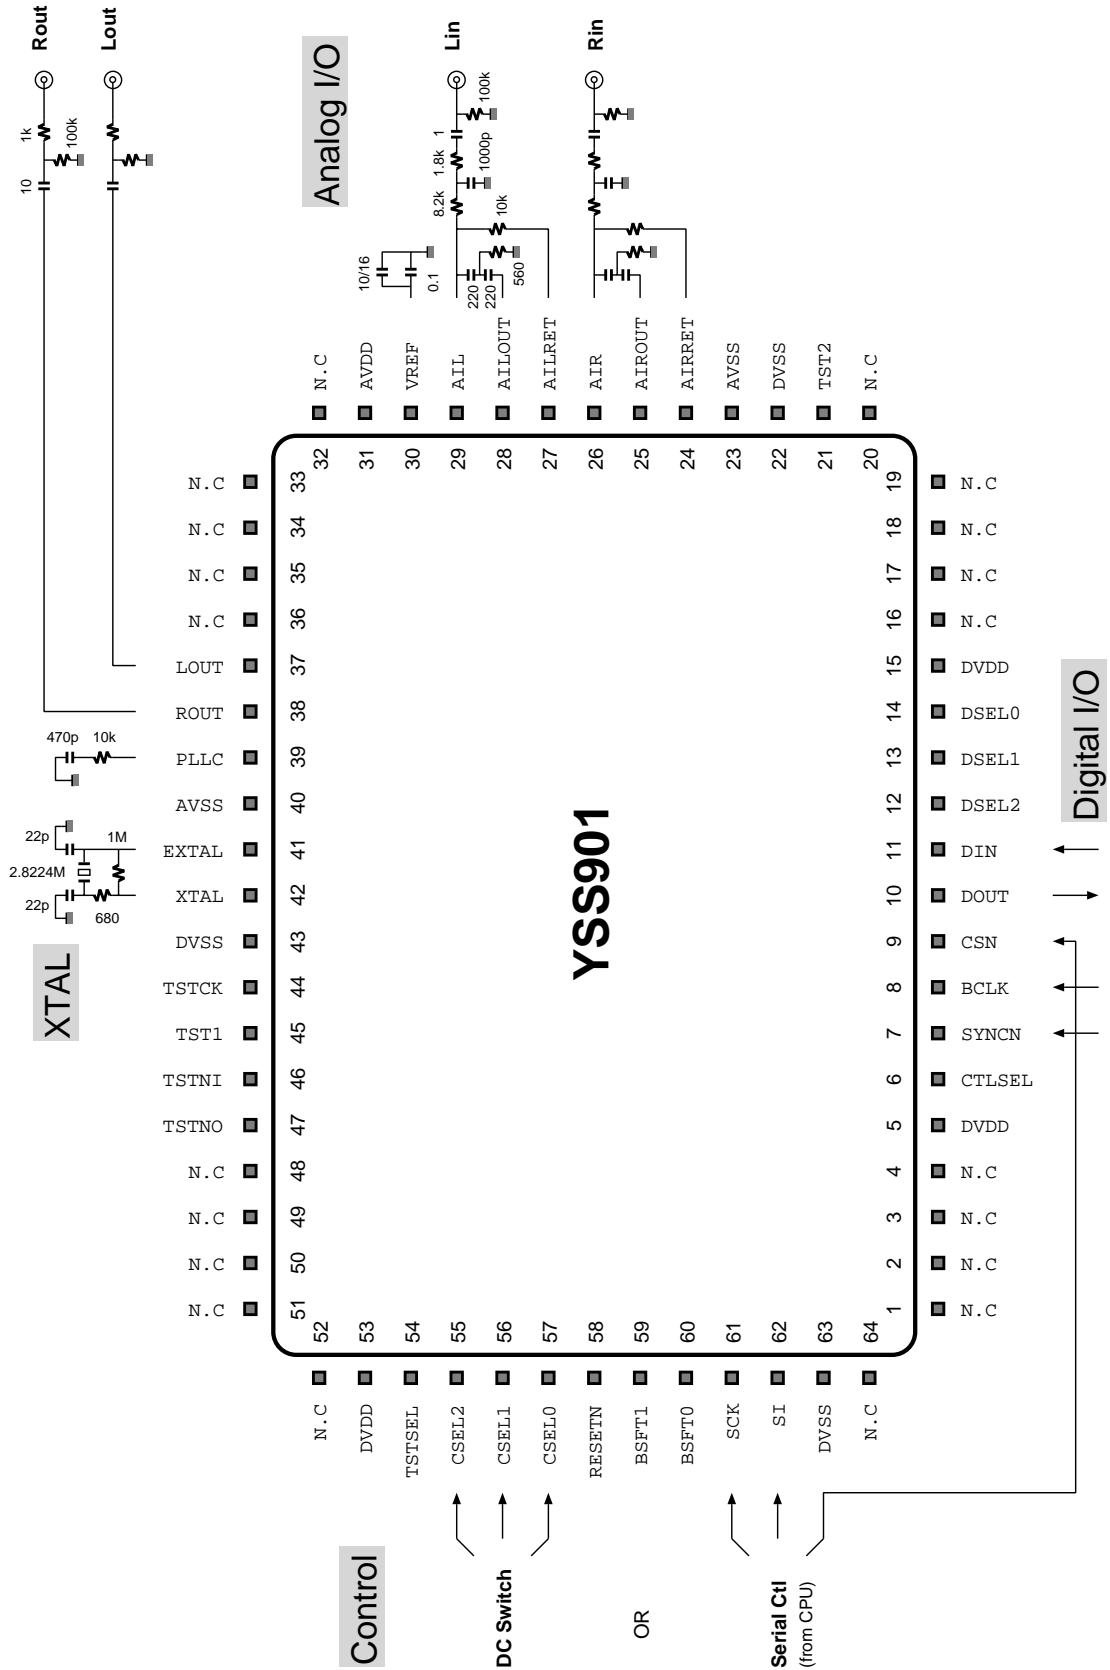 Rout
Lout
1k
100k
10
Analog I/O
Lin
Rin
100k
1
1000p
1.8k
8.2k
10k
10/16
0.1
220
220
560
N.C
AVDD
VREF
AIL
AILOUT
AILRET
AIR
AIROUT
AIRRET
AVSS
DVSS
TST2
N.C
32
31
30
29
28
27
26
25
24
23
22
21
20
N.C 33
N.C 34
N.C 35
N.C 36
LOUT 37
ROUT 38
PLLC 39
AVSS 40
EXTAL 41
XTAL 42
DVSS 43
TSTCK 44
TST1 45
TSTNI 46
TSTNO 47
N.C 48
N.C 49
N.C 50
N.C 51
470p
10k
22p
1M
2.8224M
22p
680
XTAL
YSS901
19 N.C
18 N.C
17 N.C
16 N.C
15 DVDD
14 DSEL0
13 DSEL1
12 DSEL2
11 DIN
10 DOUT
9 CSN
8 BCLK
7 SYNCN
6 CTLSEL
5 DVDD
4 N.C
3 N.C
2 N.C
1 N.C
Digital I/O
52
53
54
55
56
57
58
59
60
61
62
63
64
N.C
DVDD
TSTSEL
CSEL2
CSEL1
CSEL0
RESETN
BSFT1
BSFT0
SCK
SI
DVSS
N.C
Control
DC Switch
OR
Serial Ctl
(from CPU)